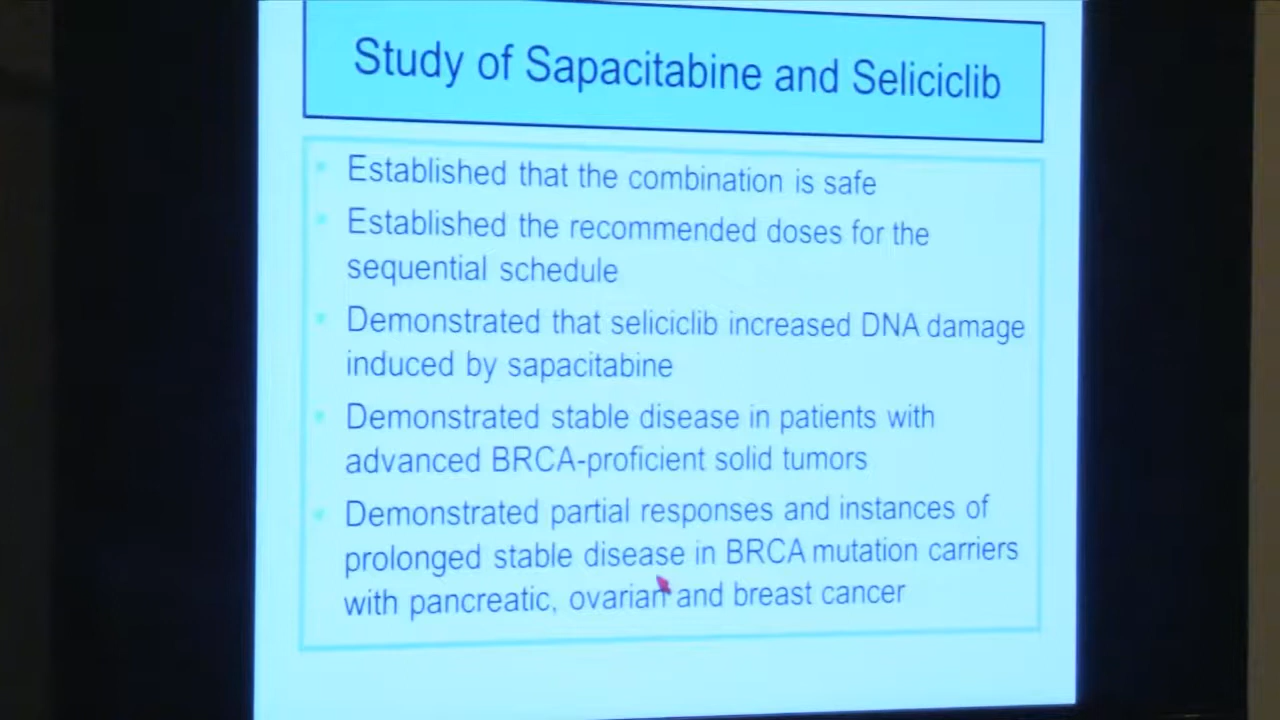 Study of Sapacitabine and Seliciclib
Established that the combination is safe
Established the recommended doses for the
sequential schedule
Demonstrated that seliciclib increased DNA damage
induced by sapacitabine
Demonstrated stable disease in patients with
advanced BRCA-proficient solid tumors
Demonstrated partial responses and instances of
prolonged stable disease in BRCA mutation carriers
with pancreatic, ovarian and breast cancer